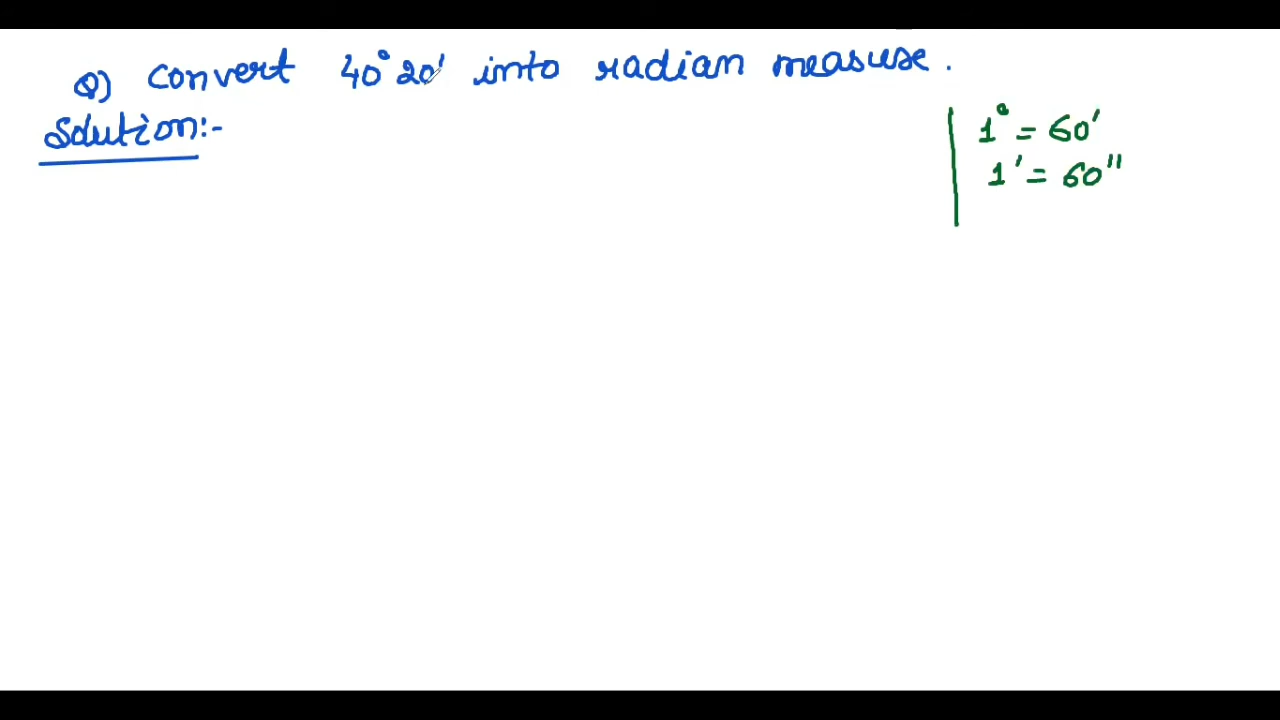 Q) Convert 40° 20' into radian measure.
Solution:-
1° = 60'
1' = 60"